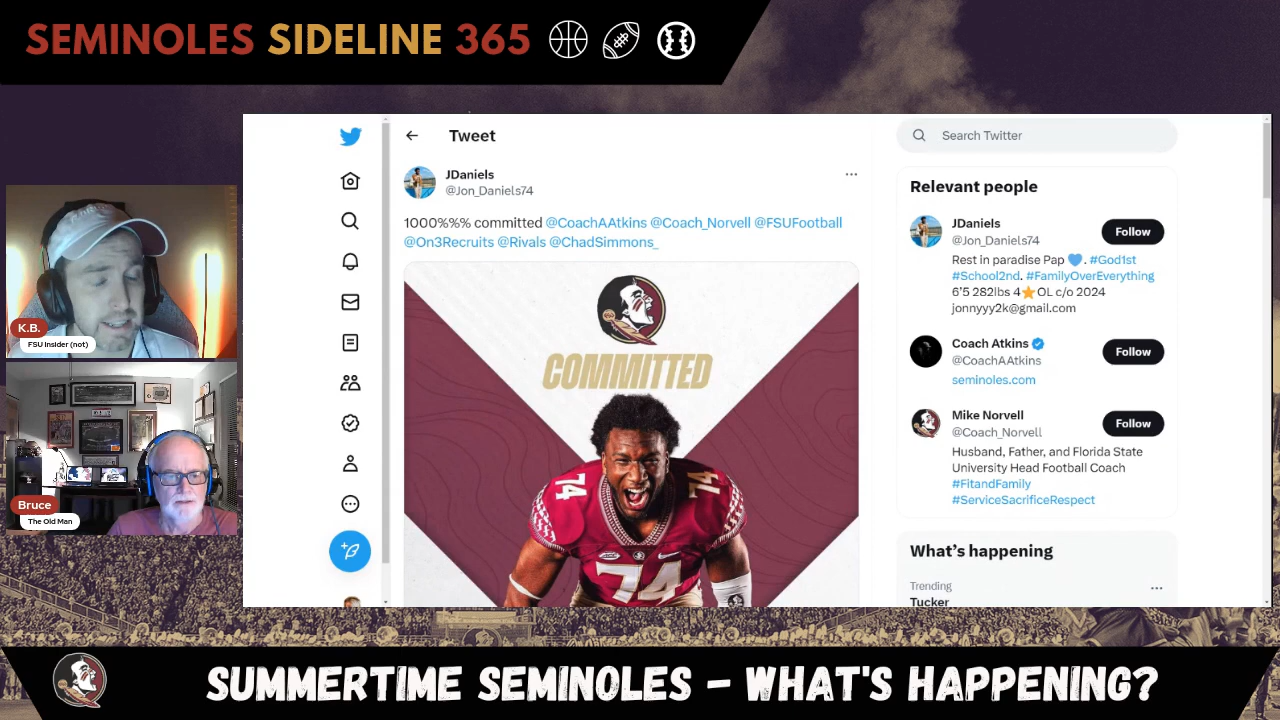 SEMINOLES SIDELINE 365
Tweet
JDaniels
@Jon_Daniels74
1000%%% committed @CoachAAtkins @Coach_Norvell @FSUFootball
@On3Recruits @Rivals @ChadSimmons_
COMMITTED
74
74
74
Search Twitter
Relevant people
JDaniels
@Jon_Daniels74
Follow
Rest in paradise Pap 💙. #God1st
#School2nd. #FamilyOverEverything
6'5 282lbs 4⭐OL c/o 2024
jonnyyy2k@gmail.com
Coach Atkins
@CoachAAtkins
Follow
seminoles.com
Mike Norvell
@Coach_Norvell
Follow
Husband, Father, and Florida State
University Head Football Coach
#FitandFamily
#ServiceSacrificeRespect
What's happening
Trending
Tucker
K.B.
FSU Insider (not)
Bruce
The Old Man
SUMMERTIME SEMINOLES - WHAT'S HAPPENING?